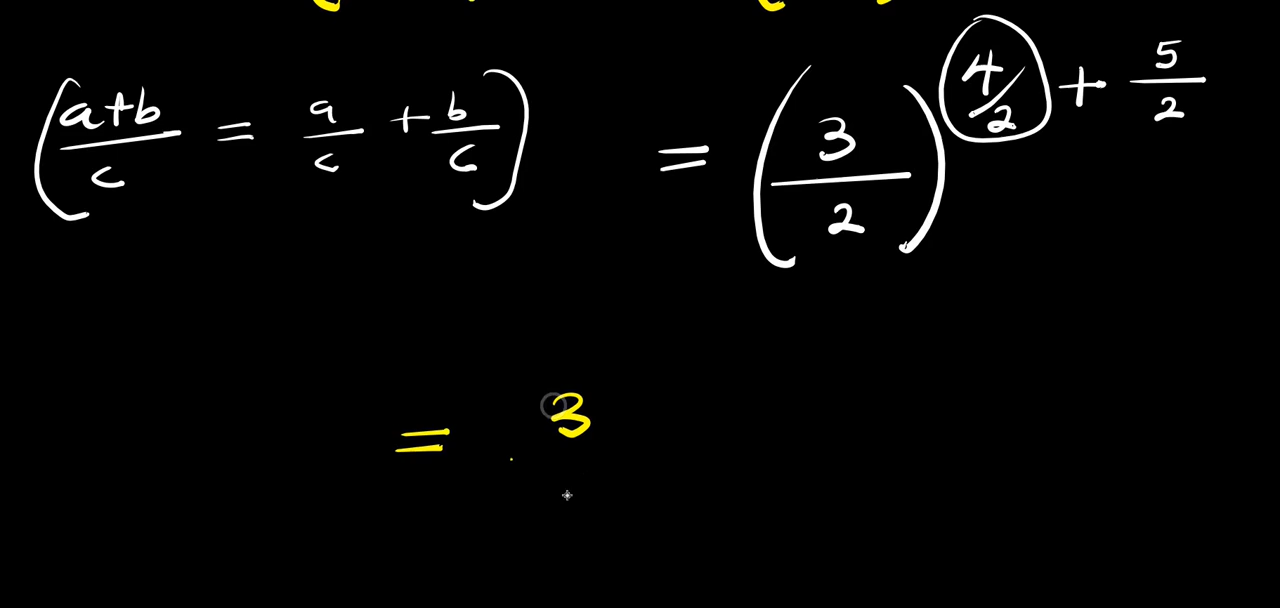 (a+b/c = a/c + b/c) = (3/2)^4/2 + 5/2
= 3